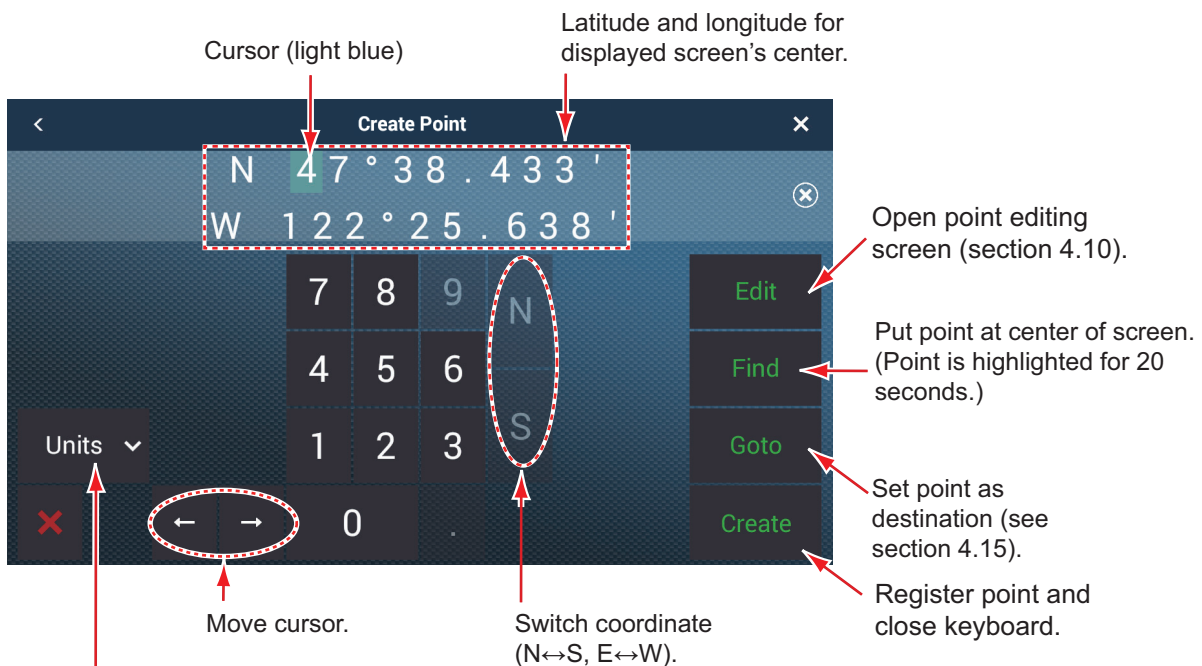 Latitude and longitude for
displayed screen's center.
Cursor (light blue)
< Create Point ×
N 47°38.433'
W 122°25.638'
7 8 9 N
4 5 6
1 2 3 S
← → 0 .
Units
Edit
Find
Goto
Create
Open point editing
screen (section 4.10).
Put point at center of screen.
(Point is highlighted for 20
seconds.)
Set point as
destination (see
section 4.15).
Register point and
close keyboard.
Move cursor.
Switch coordinate
(N↔S, E↔W).